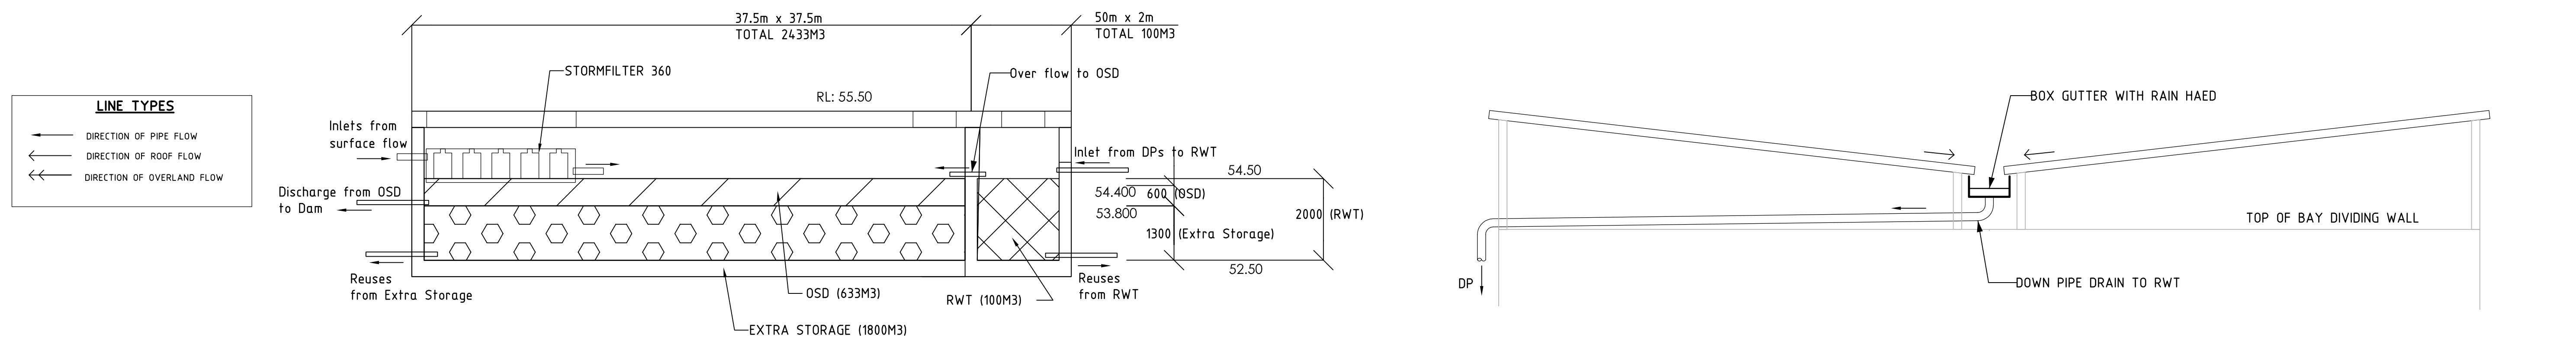 LINE TYPES
DIRECTION OF PIPE FLOW
DIRECTION OF ROOF FLOW
DIRECTION OF OVERLAND FLOW
37.5m x 37.5m
TOTAL 2433M3
50m x 2m
TOTAL 100M3
STORMFILTER 360
Over flow to OSD
RL: 55.50
Inlets from
surface flow
Inlet from DPs to RWT
Discharge from OSD
to Dam
54.50
54.400
600 (OSD)
53.800
2000 (RWT)
1300 (Extra Storage)
52.50
Reuses
from Extra Storage
Reuses
from RWT
OSD (633M3)
RWT (100M3)
EXTRA STORAGE (1800M3)
BOX GUTTER WITH RAIN HAED
TOP OF BAY DIVIDING WALL
DP
DOWN PIPE DRAIN TO RWT